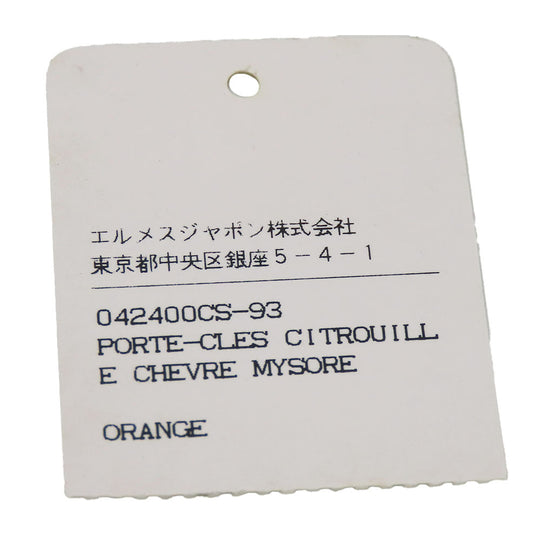 エルメスジャポン株式会社
東京都中央区銀座5-4-1
042400CS-93
PORTE-CLES CITROUILL
E CHEVRE MYSORE
ORANGE